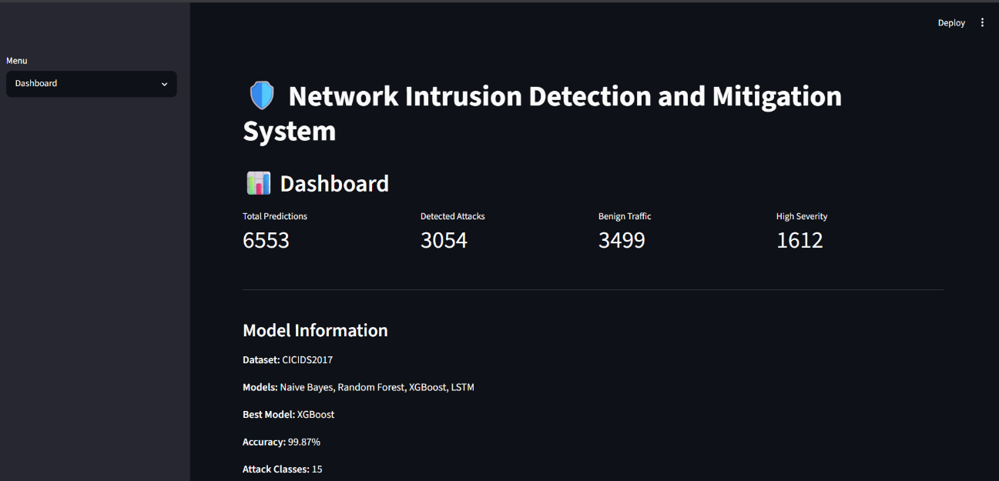 Deploy
Menu
Dashboard
Network Intrusion Detection and Mitigation
System
Dashboard
Total Predictions
6553
Detected Attacks
3054
Benign Traffic
3499
High Severity
1612
Model Information
Dataset: CICIDS2017
Models: Naive Bayes, Random Forest, XGBoost, LSTM
Best Model: XGBoost
Accuracy: 99.87%
Attack Classes: 15